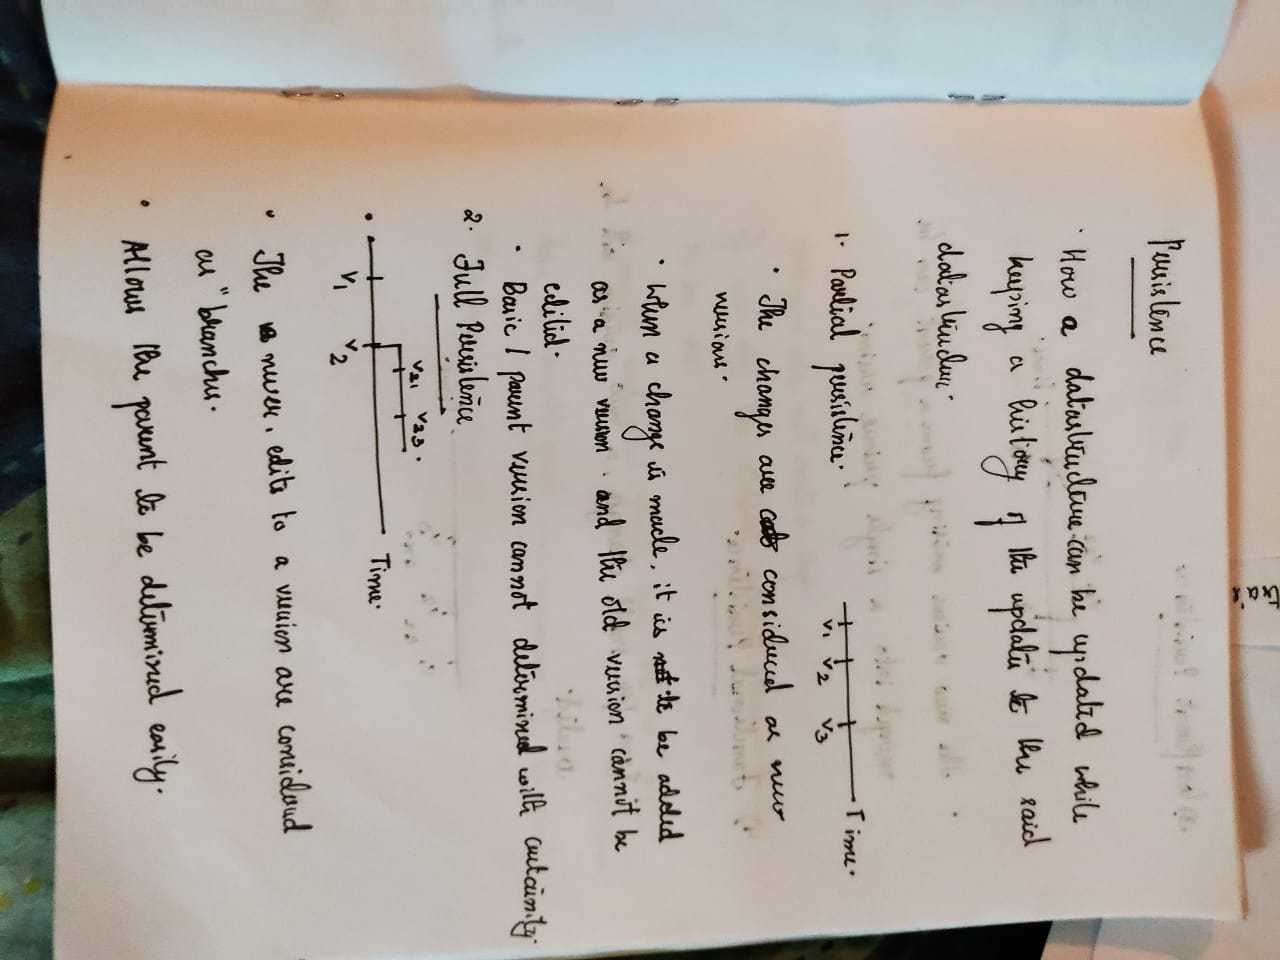 Persistence
· How a datastructure can be updated while
keeping a history of the updates to the said
datastructure.
1. Partial persistence.
Time.
V1 V2 V3
· The changes are considered as new
versions.
· When a change is made, it is to be added
as a new version and the old version cannot be
edited.
· Basic / parent version cannot determined with certainity.
2. Full Persistence
V21 V23.
Time.
V1 V2
· The newer, edits to a version are considered
as "branches.
· Allows the parent to be determined easily.